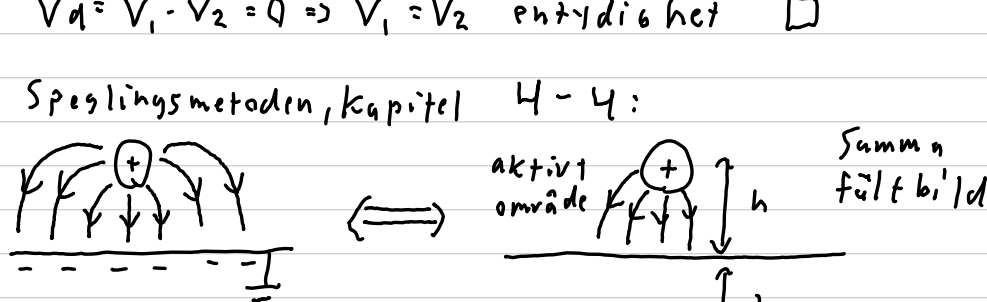 Vd = V₁ - V₂ = 0 => V₁ = V₂ entydighet □
Speglingsmetoden, kapitel 4-4:
+
- - - - - -
⟺
aktivt
område
+
h
Samma
fältbild